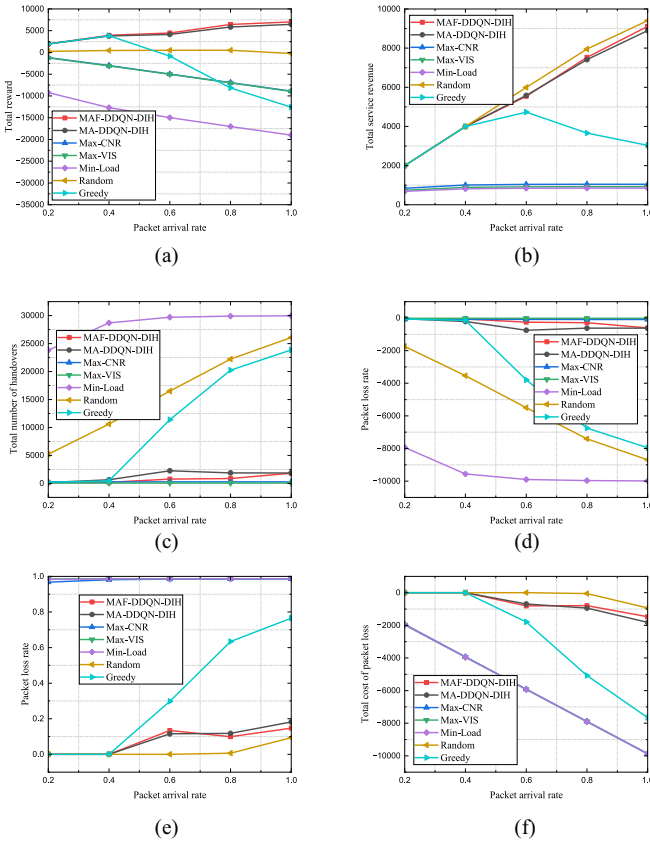 20000
15000
10000
5000
0
−5000
−10000
−15000
−20000
−25000
−30000
−35000
Total reward
MAF-DDQN-DIH
MA-DDQN-DIH
Max-CNR
Max-VIS
Min-Load
Random
Greedy
0.2 0.4 0.6 0.8 1.0
Packet arrival rate
(a)
10000
8000
6000
4000
2000
0
Total service revenue
MAF-DDQN-DIH
MA-DDQN-DIH
Max-CNR
Max-VIS
Min-Load
Random
Greedy
0.2 0.4 0.6 0.8 1.0
Packet arrival rate
(b)
30000
25000
20000
15000
10000
5000
0
Total number of handovers
MAF-DDQN-DIH
MA-DDQN-DIH
Max-CNR
Max-VIS
Min-Load
Random
Greedy
0.2 0.4 0.6 0.8 1.0
Packet arrival rate
(c)
0
−2000
−4000
−6000
−8000
−10000
Packet loss rate
MAF-DDQN-DIH
MA-DDQN-DIH
Max-CNR
Max-VIS
Min-Load
Random
Greedy
0.2 0.4 0.6 0.8 1.0
Packet arrival rate
(d)
1.0
0.8
0.6
0.4
0.2
0.0
Packet loss rate
MAF-DDQN-DIH
MA-DDQN-DIH
Max-CNR
Max-VIS
Min-Load
Random
Greedy
0.2 0.4 0.6 0.8 1.0
Packet arrival rate
(e)
0
−2000
−4000
−6000
−8000
−10000
Total cost of packet loss
MAF-DDQN-DIH
MA-DDQN-DIH
Max-CNR
Max-VIS
Min-Load
Random
Greedy
0.2 0.4 0.6 0.8 1.0
Packet arrival rate
(f)